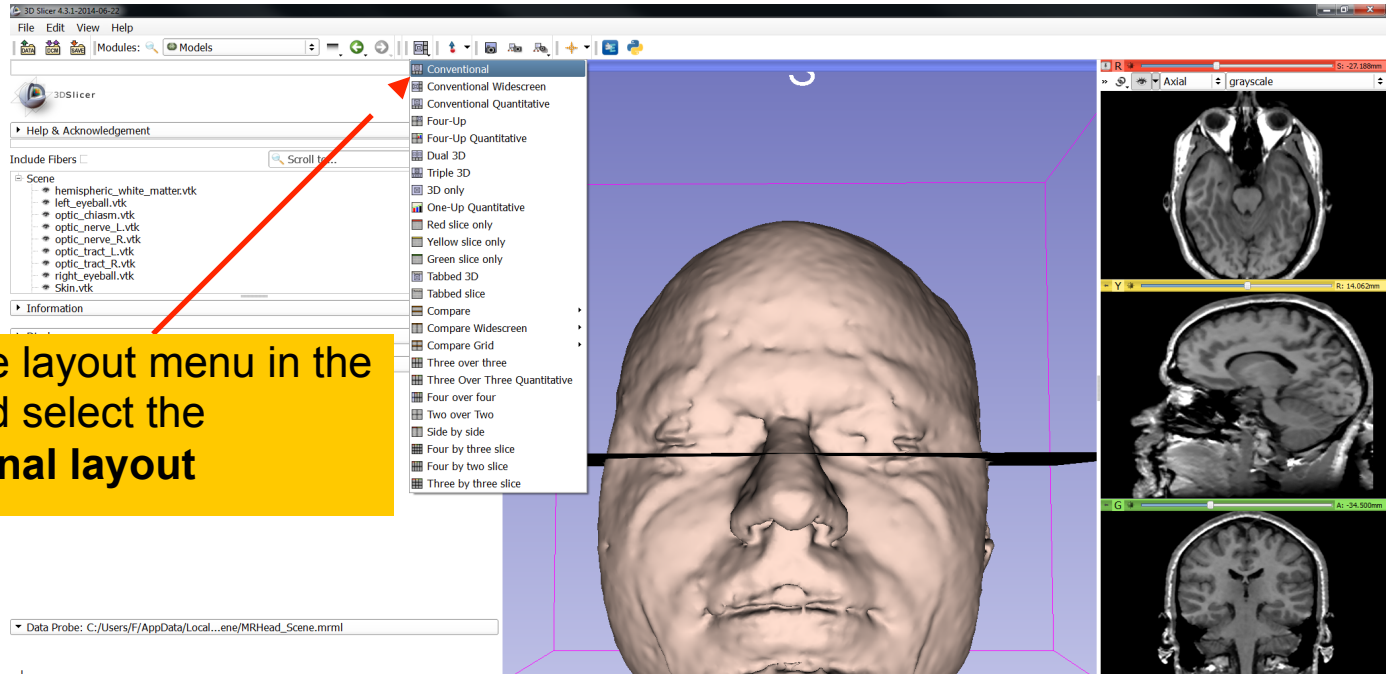 3D Slicer 4.3.1-2014-06-22
File Edit View Help
DATA DCM SAVE Modules: Models
3DSlicer
Help & Acknowledgement
Include Fibers Scroll to...
Scene
hemispheric_white_matter.vtk
left_eyeball.vtk
optic_chiasm.vtk
optic_nerve_L.vtk
optic_nerve_R.vtk
optic_tract_L.vtk
optic_tract_R.vtk
right_eyeball.vtk
Skin.vtk
Information
e layout menu in the
d select the
nal layout
Data Probe: C:/Users/F/AppData/Local...ene/MRHead_Scene.mrml
Conventional
Conventional Widescreen
Conventional Quantitative
Four-Up
Four-Up Quantitative
Dual 3D
Triple 3D
3D only
One-Up Quantitative
Red slice only
Yellow slice only
Green slice only
Tabbed 3D
Tabbed slice
Compare
Compare Widescreen
Compare Grid
Three over three
Three Over Three Quantitative
Four over four
Two over Two
Side by side
Four by three slice
Four by two slice
Three by three slice
R S: -27.188mm
» Axial grayscale
Y R: 14.062mm
G A: -34.500mm